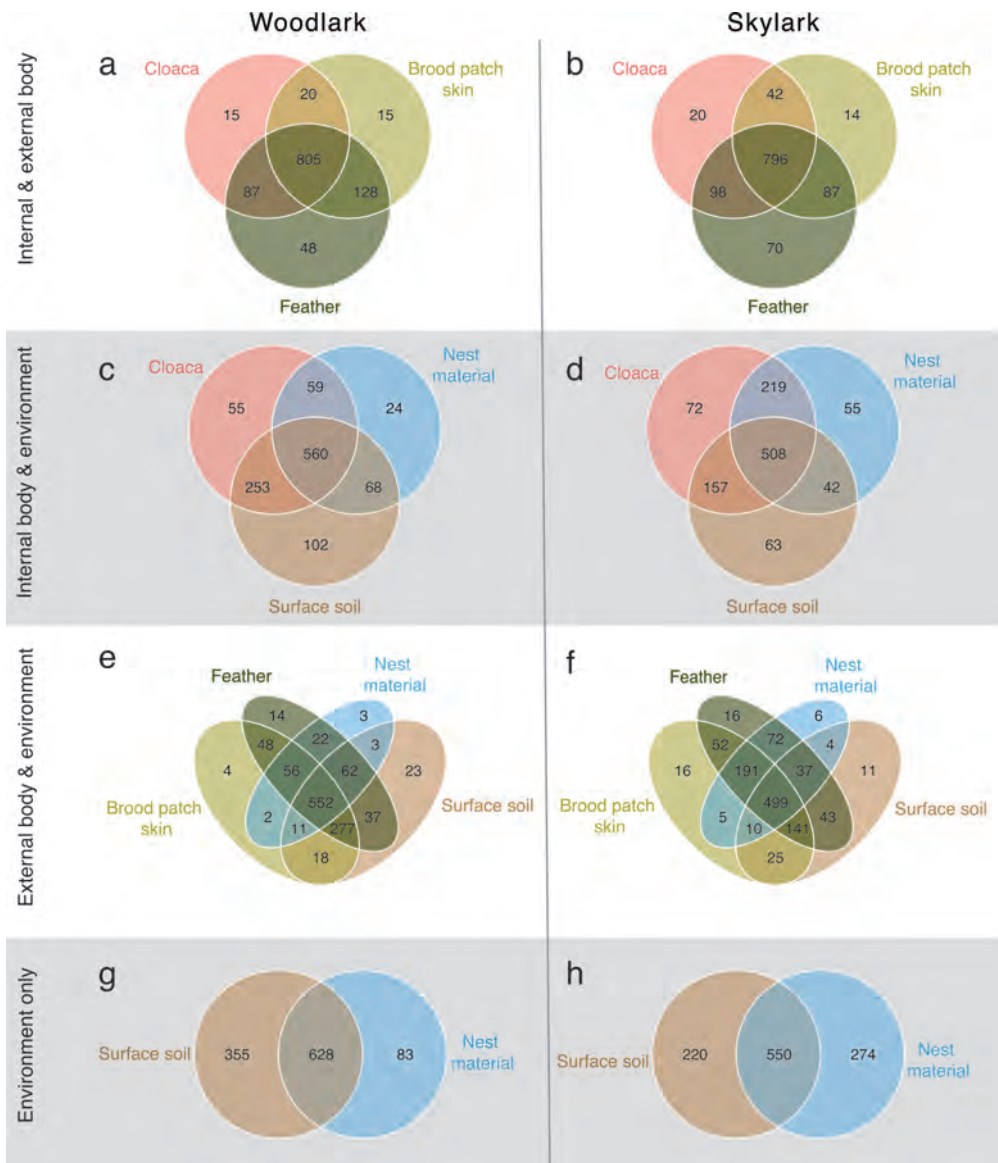 Woodlark
Skylark
Internal & external body
a
Cloaca
Brood patch
skin
15
20
15
805
87
128
48
Feather
b
Cloaca
Brood patch
skin
20
42
14
796
98
87
70
Feather
Internal body & environment
c
Cloaca
Nest
material
55
59
24
560
253
68
102
Surface soil
d
Cloaca
Nest
material
72
219
55
508
157
42
63
Surface soil
External body & environment
e
Feather
Nest
material
14
3
48
22
3
4
56
62
23
Brood patch
skin
552
Surface soil
2
11
277
37
18
f
Feather
Nest
material
16
6
52
72
4
16
191
37
11
Brood patch
skin
499
Surface soil
5
10
141
43
25
Environment only
g
Surface soil
355
628
83
Nest
material
h
Surface soil
220
550
274
Nest
material